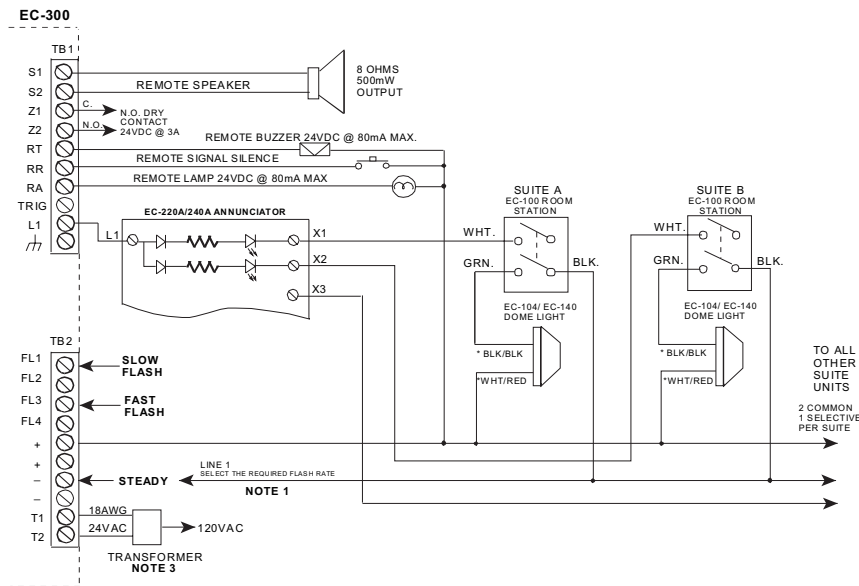 EC-300
TB1
S1
S2
Z1
Z2
RT
RR
RA
TRIG
L1
REMOTE SPEAKER
8 OHMS
500mW
OUTPUT
C.
N.O.
N.O. DRY
CONTACT
24VDC @ 3A
REMOTE BUZZER 24VDC @ 80mA MAX.
REMOTE SIGNAL SILENCE
REMOTE LAMP 24VDC @ 80mA MAX
EC-220A/240A ANNUNCIATOR
L1
X1
X2
X3
SUITE A
EC-100 ROOM
STATION
WHT.
GRN.
BLK.
EC-104/ EC-140
DOME LIGHT
* BLK/BLK
*WHT/RED
SUITE B
EC-100 ROOM
STATION
WHT.
GRN.
BLK.
EC-104/ EC-140
DOME LIGHT
* BLK/BLK
*WHT/RED
TO ALL
OTHER
SUITE
UNITS
2 COMMON
1 SELECTIVE
PER SUITE
TB2
FL1
FL2
FL3
FL4
+
+
–
–
T1
T2
SLOW
FLASH
FAST
FLASH
STEADY
LINE 1
SELECT THE REQUIRED FLASH RATE
NOTE 1
18AWG
24VAC
120VAC
TRANSFORMER
NOTE 3